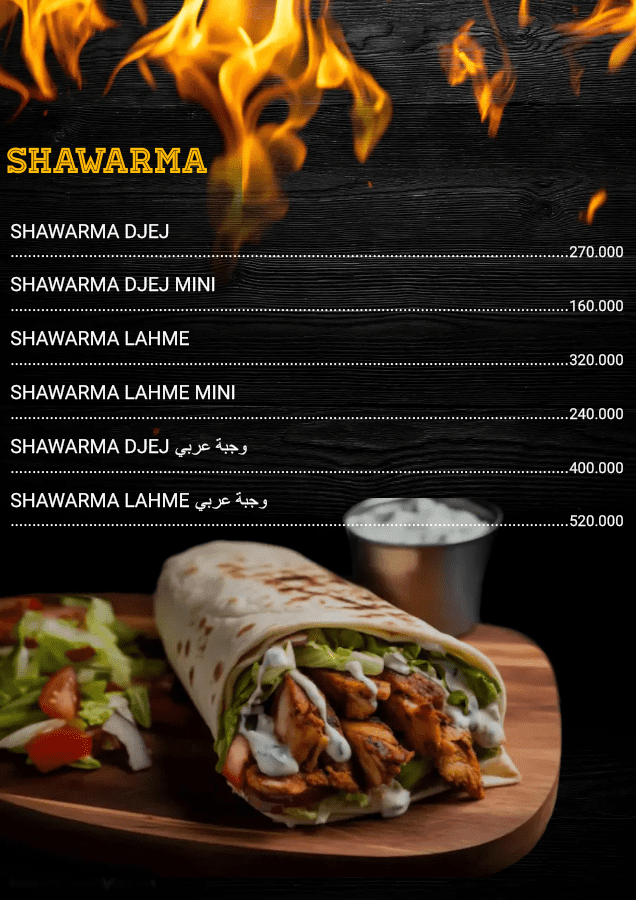 SHAWARMA
SHAWARMA DJEJ
........................................................................................................................270.000
SHAWARMA DJEJ MINI
........................................................................................................................160.000
SHAWARMA LAHME
........................................................................................................................320.000
SHAWARMA LAHME MINI
........................................................................................................................240.000
SHAWARMA DJEJ وجبة عربي
........................................................................................................................400.000
SHAWARMA LAHME وجبة عربي
........................................................................................................................520.000